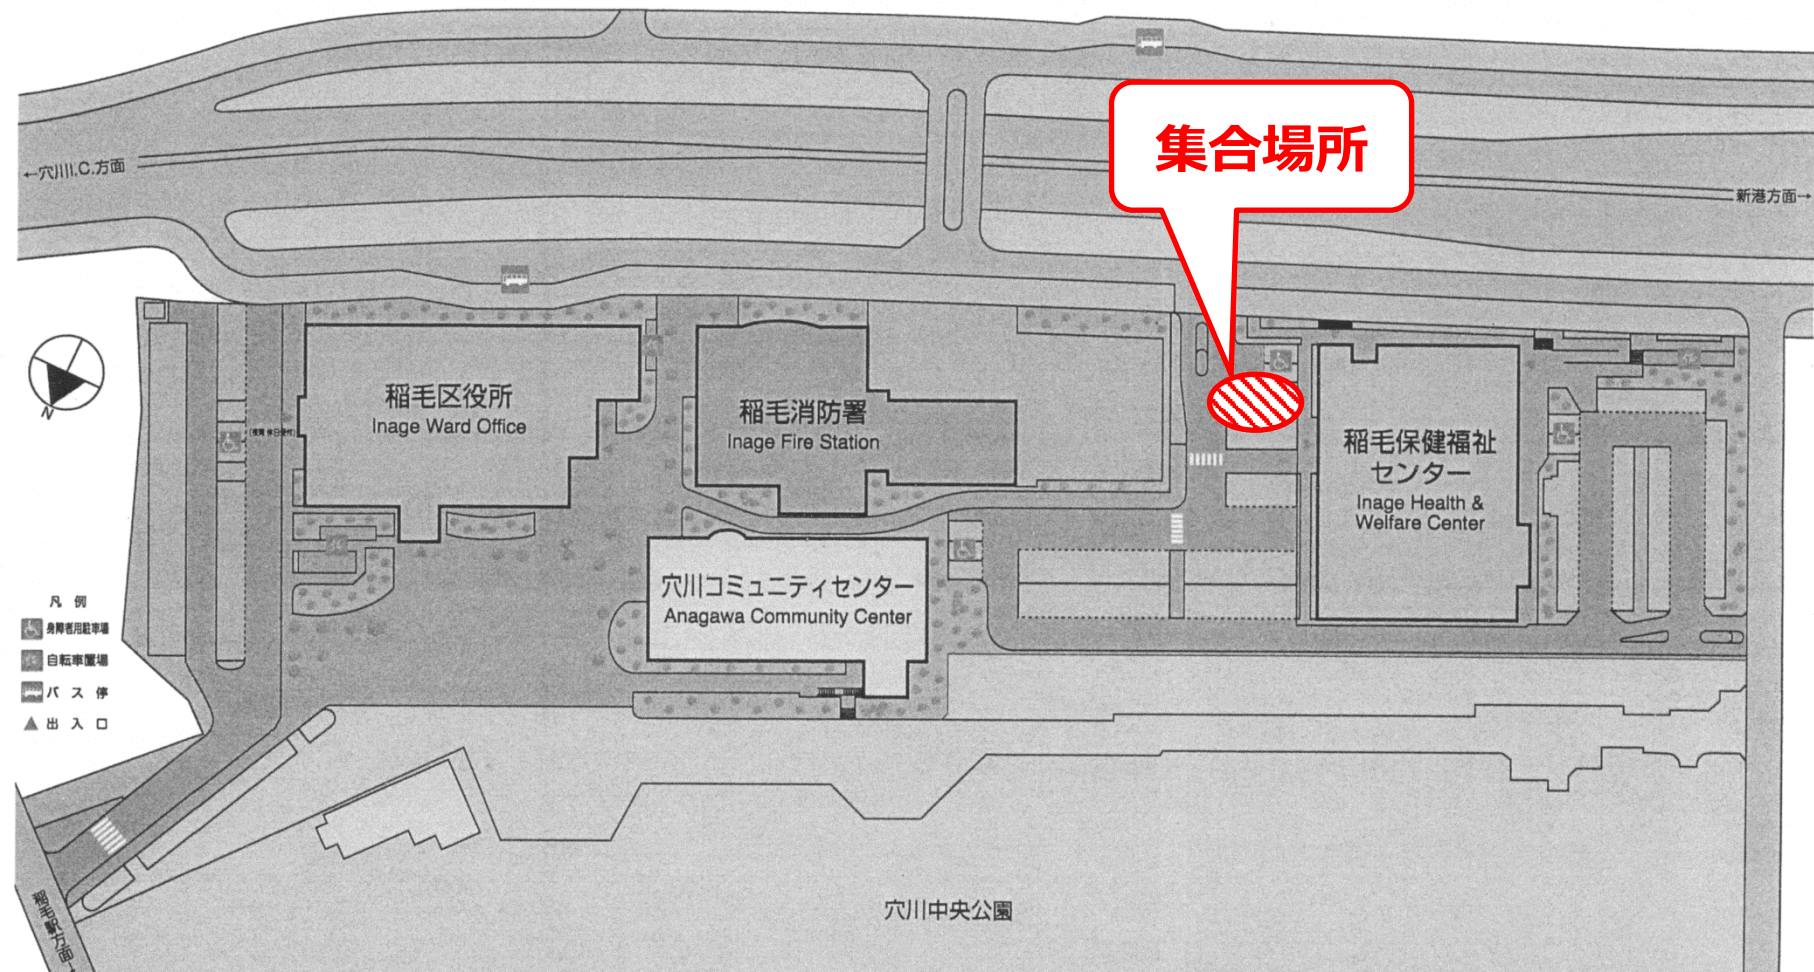 集合場所
←穴川I.C.方面
新港方面→
稲毛区役所
Inage Ward Office
稲毛消防署
Inage Fire Station
稲毛保健福祉
センター
Inage Health &
Welfare Center
穴川コミュニティセンター
Anagawa Community Center
N
凡 例
身障者用駐車場
自転車置場
バス停
出入口
穴川中央公園
稲毛駅方面→